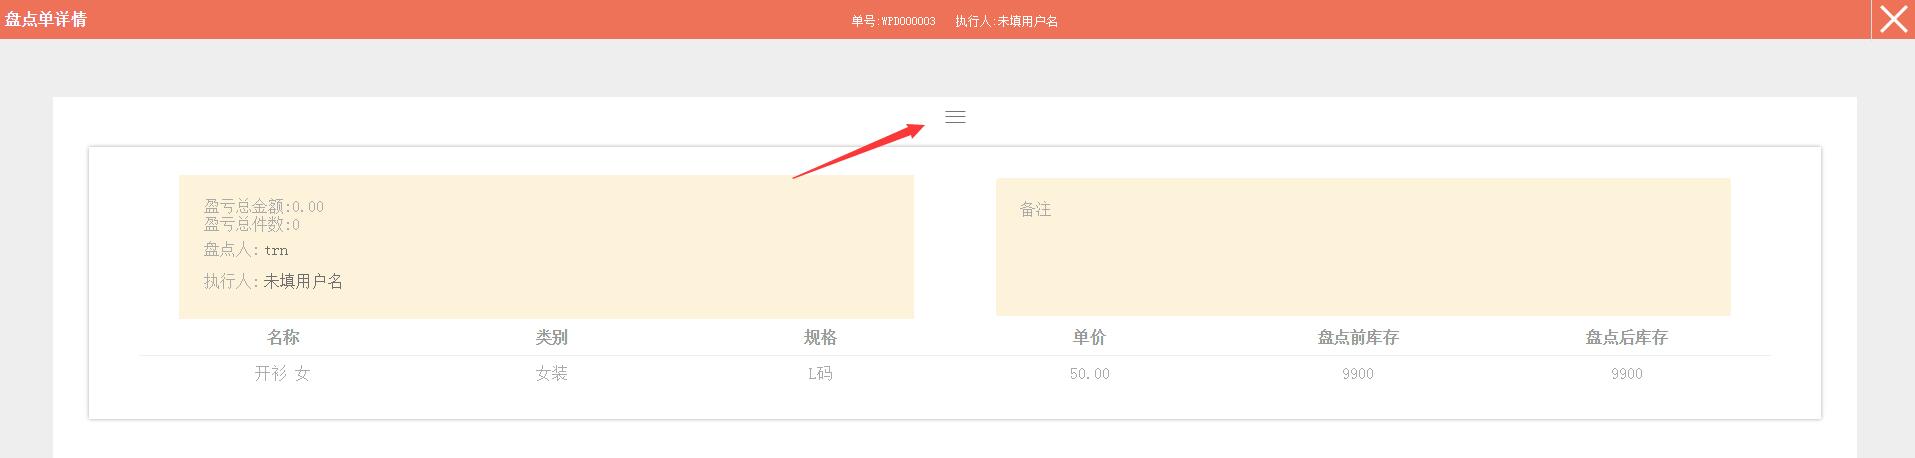 盘点单详情 单号:WPD000003 执行人:未填用户名
盈亏总金额:0.00
盈亏总件数:0
盘点人: trn
执行人: 未填用户名
备注
名称 类别 规格 单价 盘点前库存 盘点后库存
开衫 女 女装 L码 50.00 9900 9900